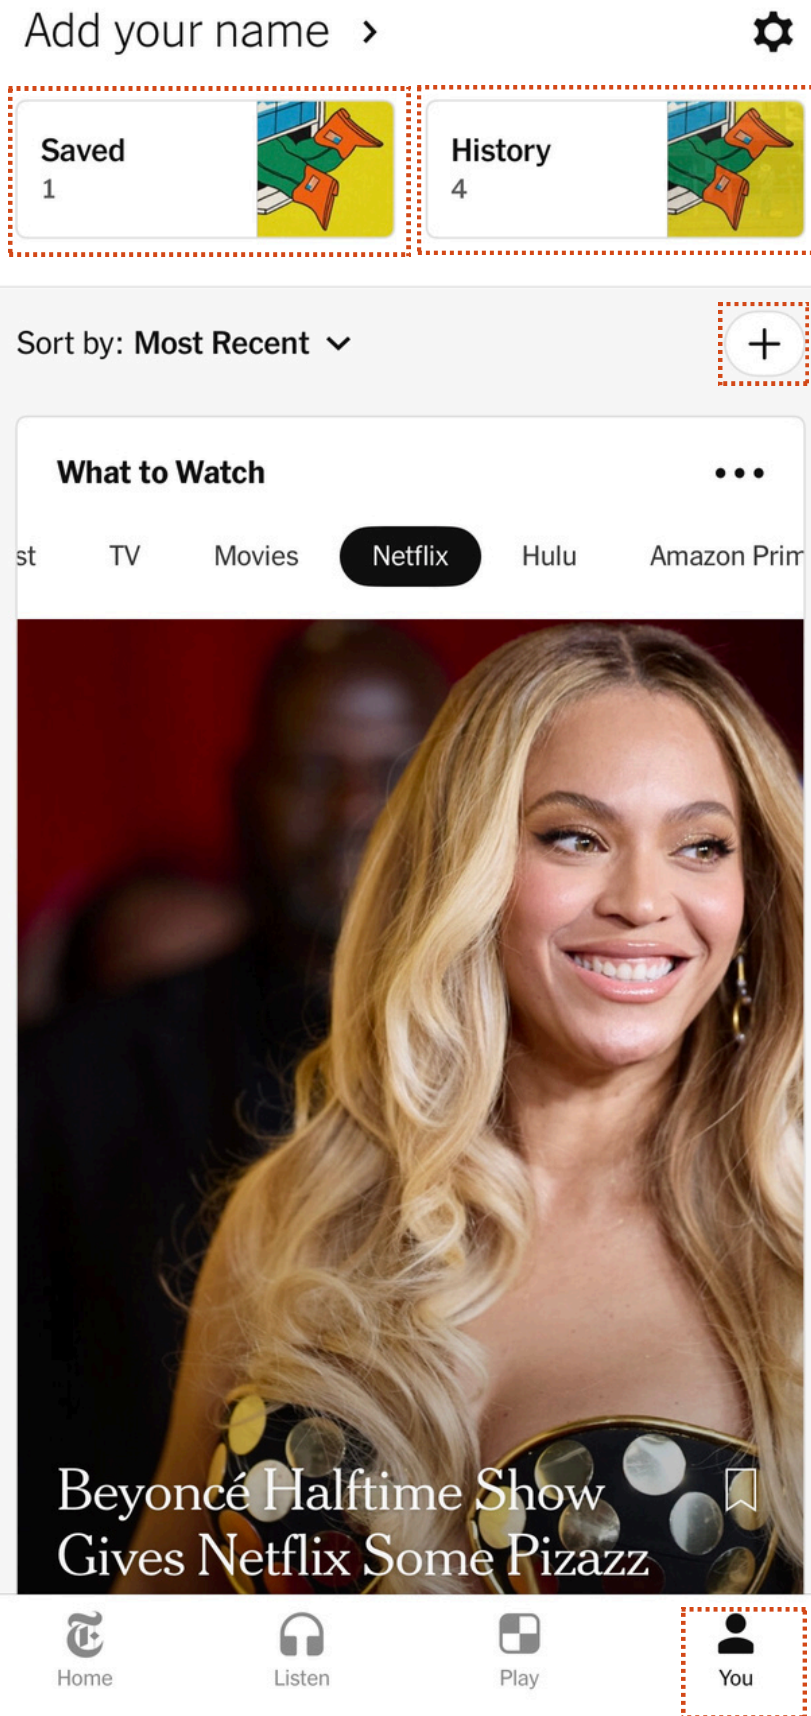 Add your name
Saved
1
History
4
Sort by: Most Recent
What to Watch
st TV Movies Netflix Hulu Amazon Prim
Beyoncé Halftime Show
Gives Netflix Some Pizazz
Home Listen Play You